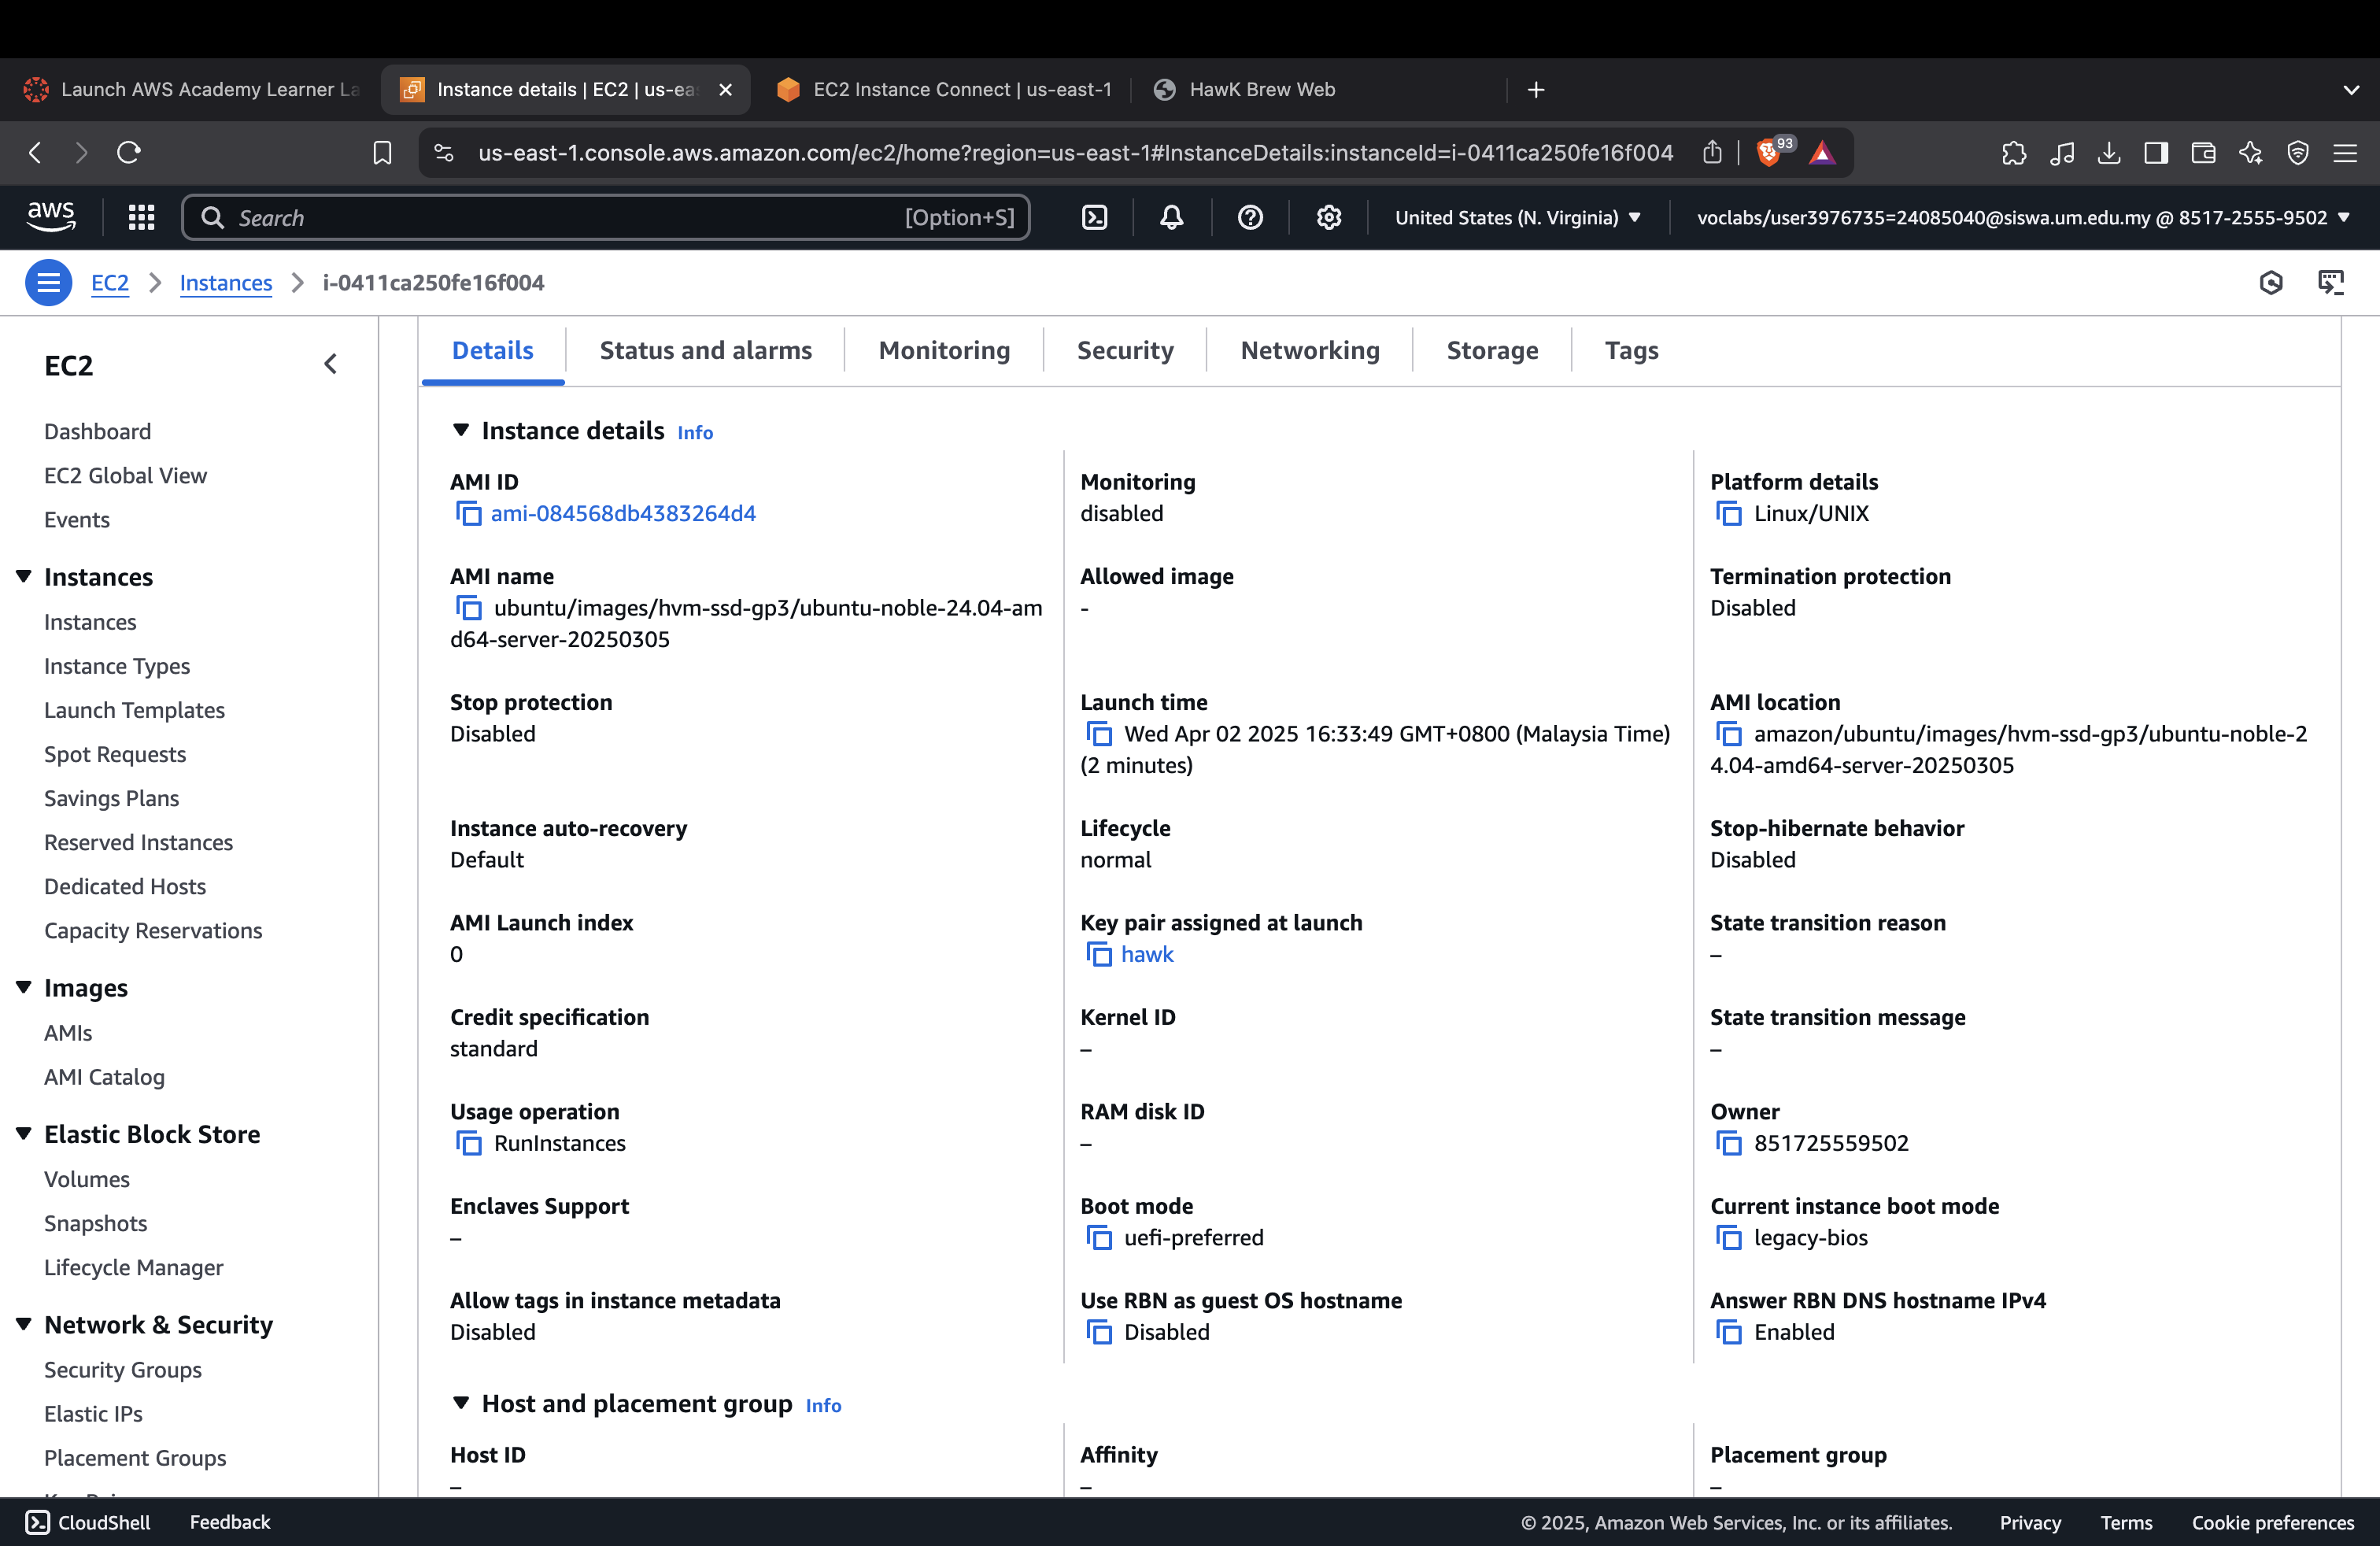 Launch AWS Academy Learner La
Instance details | EC2 | us-eas
EC2 Instance Connect | us-east-1
HawK Brew Web
us-east-1.console.aws.amazon.com/ec2/home?region=us-east-1#InstanceDetails:instanceId=i-0411ca250fe16f004
93
aws
Search
[Option+S]
United States (N. Virginia)
voclabs/user3976735=24085040@siswa.um.edu.my @ 8517-2555-9502
EC2
Instances
i-0411ca250fe16f004
EC2
Dashboard
EC2 Global View
Events
Instances
Instances
Instance Types
Launch Templates
Spot Requests
Savings Plans
Reserved Instances
Dedicated Hosts
Capacity Reservations
Images
AMIs
AMI Catalog
Elastic Block Store
Volumes
Snapshots
Lifecycle Manager
Network & Security
Security Groups
Elastic IPs
Placement Groups
Details
Status and alarms
Monitoring
Security
Networking
Storage
Tags
Instance details Info
AMI ID
ami-084568db4383264d4
Monitoring
disabled
Platform details
Linux/UNIX
AMI name
ubuntu/images/hvm-ssd-gp3/ubuntu-noble-24.04-am
d64-server-20250305
Allowed image
-
Termination protection
Disabled
Stop protection
Disabled
Launch time
Wed Apr 02 2025 16:33:49 GMT+0800 (Malaysia Time)
(2 minutes)
AMI location
amazon/ubuntu/images/hvm-ssd-gp3/ubuntu-noble-2
4.04-amd64-server-20250305
Instance auto-recovery
Default
Lifecycle
normal
Stop-hibernate behavior
Disabled
AMI Launch index
0
Key pair assigned at launch
hawk
State transition reason
–
Credit specification
standard
Kernel ID
–
State transition message
–
Usage operation
RunInstances
RAM disk ID
–
Owner
851725559502
Enclaves Support
–
Boot mode
uefi-preferred
Current instance boot mode
legacy-bios
Allow tags in instance metadata
Disabled
Use RBN as guest OS hostname
Disabled
Answer RBN DNS hostname IPv4
Enabled
Host and placement group Info
Host ID
–
Affinity
–
Placement group
–
CloudShell
Feedback
© 2025, Amazon Web Services, Inc. or its affiliates.
Privacy
Terms
Cookie preferences